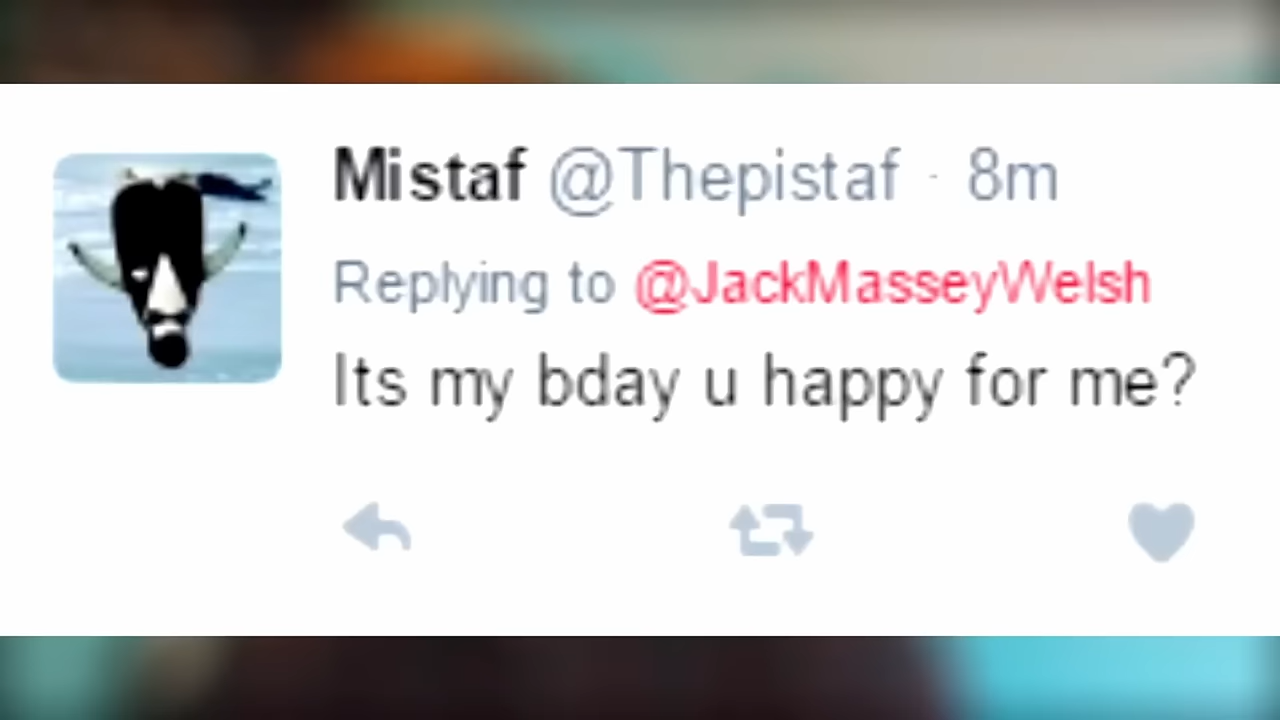 Mistaf @Thepistaf · 8m
Replying to @JackMasseyWelsh
Its my bday u happy for me?